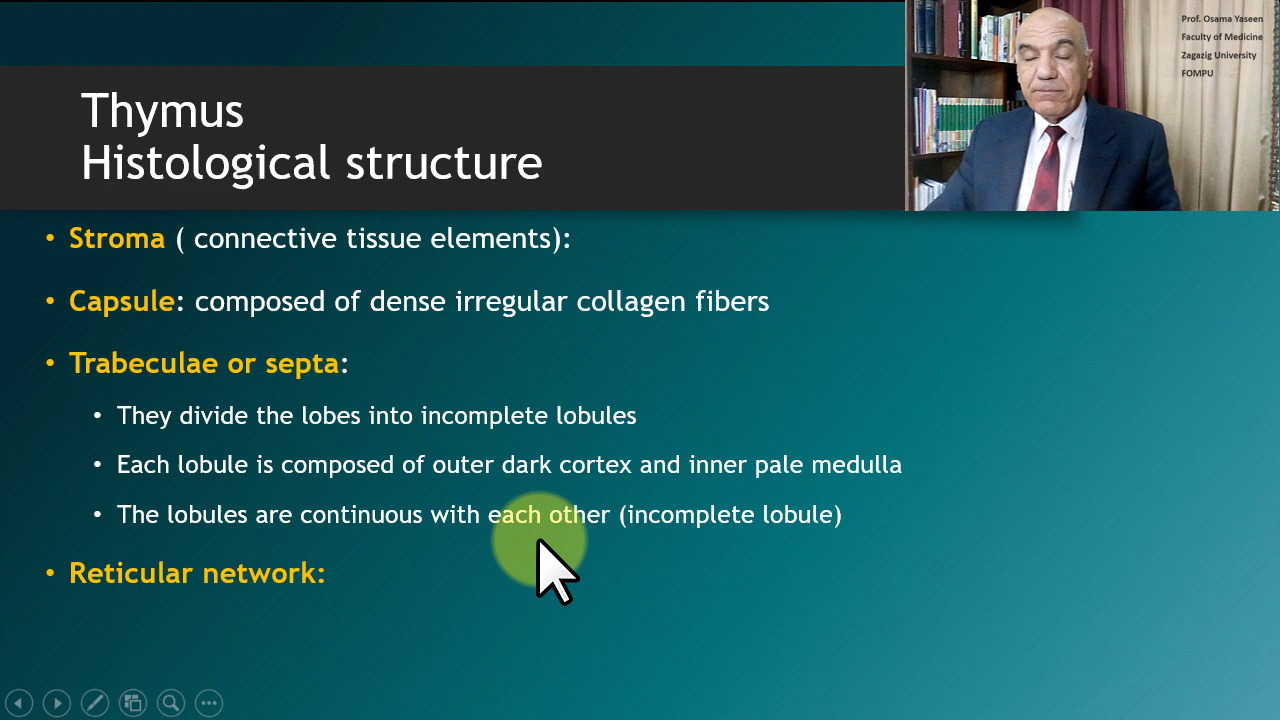 Prof. Osama Yaseen
Faculty of Medicine
Zagazig University
FOMPU
Thymus
Histological structure
• Stroma ( connective tissue elements):
• Capsule: composed of dense irregular collagen fibers
• Trabeculae or septa:
• They divide the lobes into incomplete lobules
• Each lobule is composed of outer dark cortex and inner pale medulla
• The lobules are continuous with each other (incomplete lobule)
• Reticular network: